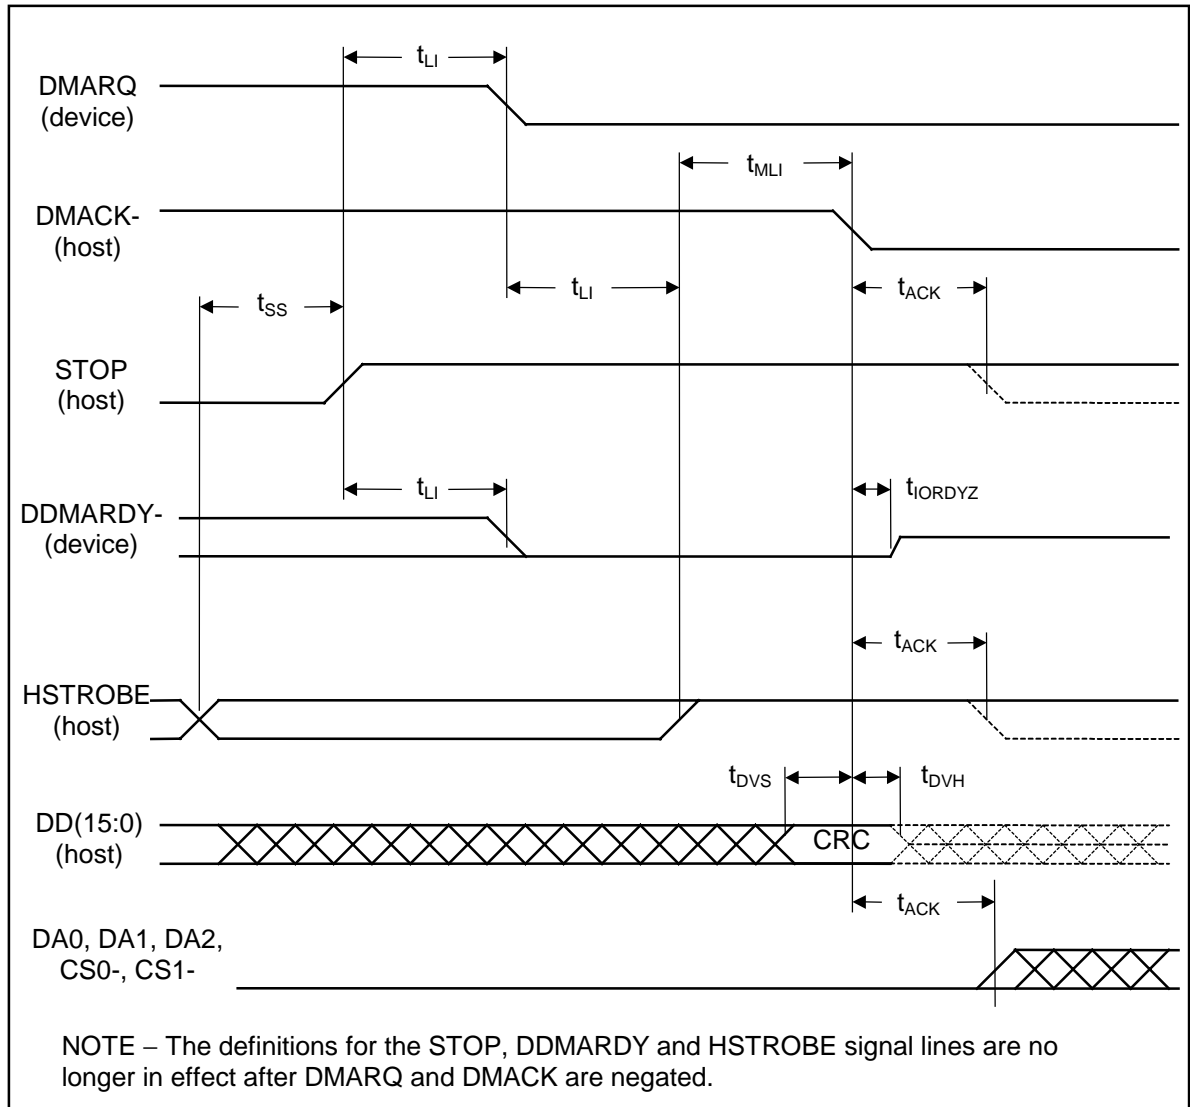 tLI
DMARQ
(device)
tMLI
DMACK-
(host)
tSS
tLI
tACK
STOP
(host)
tLI
tIORDYZ
DDMARDY-
(device)
tACK
HSTROBE
(host)
tDVS
tDVH
DD(15:0)
(host)
CRC
tACK
DA0, DA1, DA2,
CS0-, CS1-
NOTE – The definitions for the STOP, DDMARDY and HSTROBE signal lines are no
longer in effect after DMARQ and DMACK are negated.